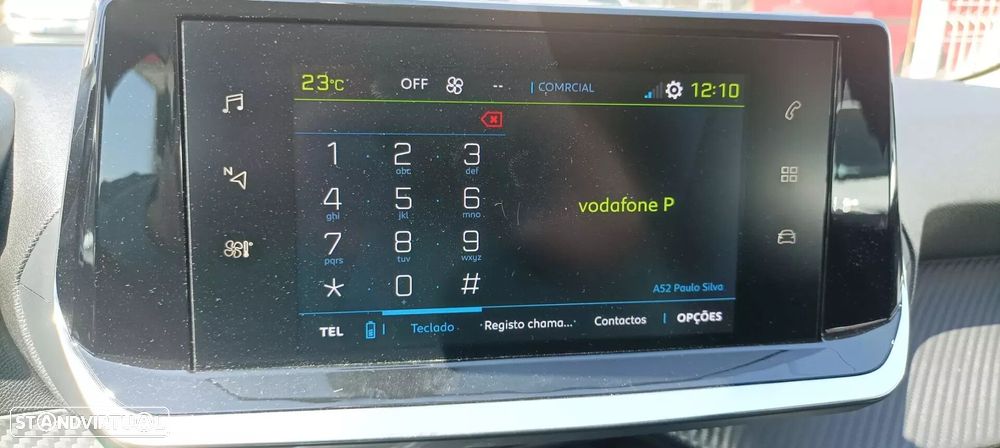 23°C OFF -- | COMRCIAL 12:10
N
1 2 3
abc def
4 5 6
ghi jkl mno
vodafone P
7 8 9
pqrs tuv wxyz
* 0 #
+
A52 Paulo Silva
TEL | Teclado Registo chama... Contactos | OPÇÕES
STANDVIRTUAL